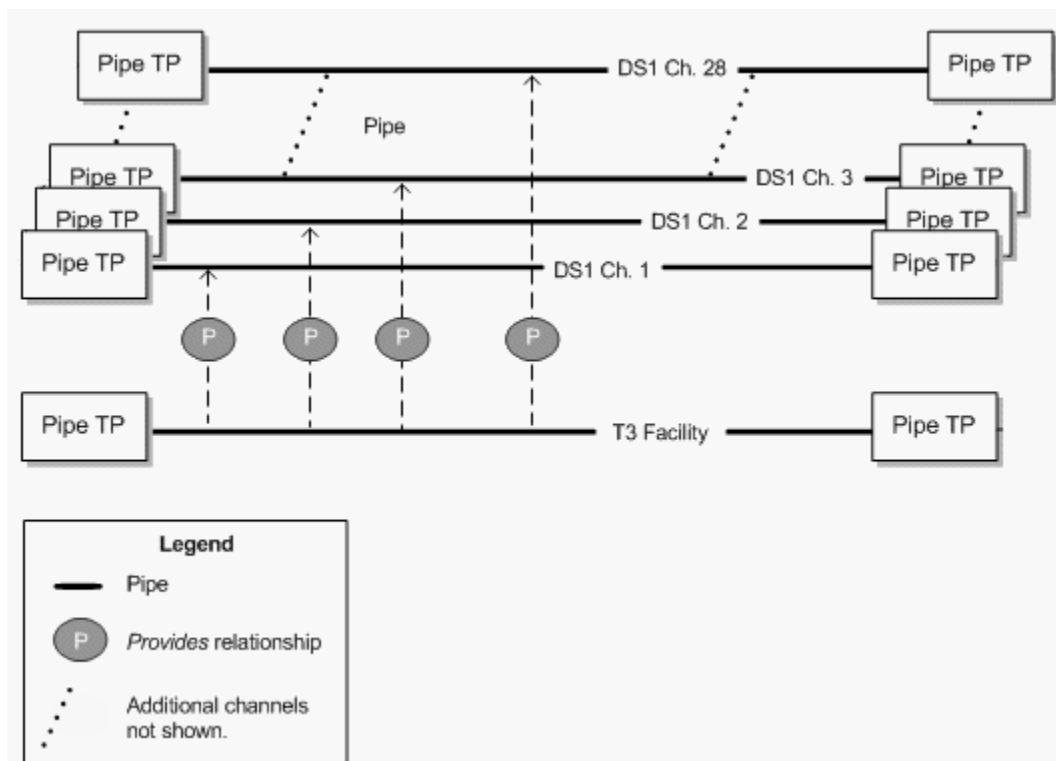 Pipe TP
DS1 Ch. 28
Pipe TP
Pipe
Pipe TP
DS1 Ch. 3
Pipe TP
Pipe TP
DS1 Ch. 2
Pipe TP
Pipe TP
DS1 Ch. 1
Pipe TP
P
P
P
P
Pipe TP
T3 Facility
Pipe TP
Legend
Pipe
P
Provides relationship
Additional channels
not shown.